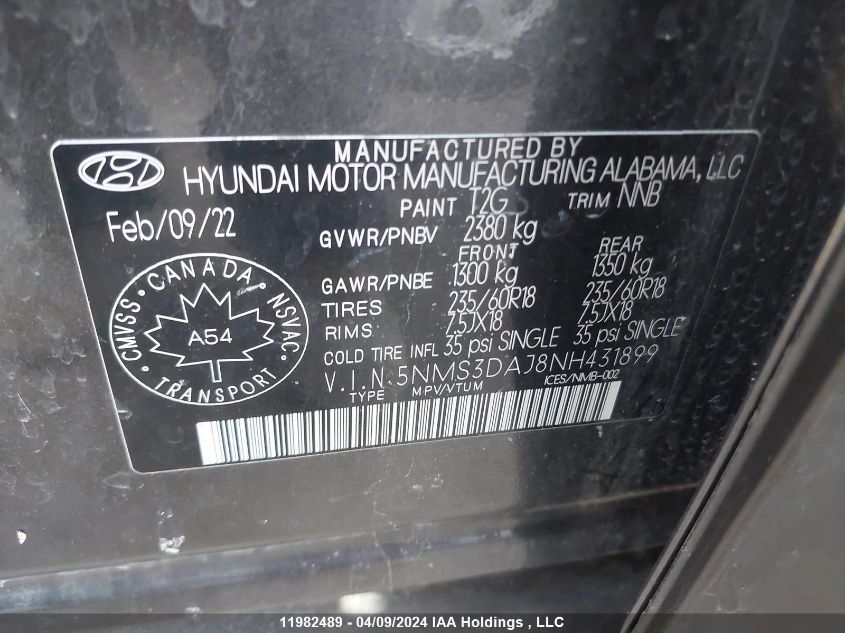 MANUFACTURED BY
HYUNDAI MOTOR MANUFACTURING ALABAMA, LLC
Feb/09/22
PAINT T2G TRIM NNB
GVWR/PNBV 2380 kg
FRONT REAR
GAWR/PNBE 1300 kg 1350 kg
TIRES 235/60R18 235/60R18
RIMS 7.5JX18 7.5JX18
COLD TIRE INFL 35 psi SINGLE 35 psi SINGLE
V.I.N. 5NMS3DAJ8NH431899
TYPE MPV/VTUM ICES/NMB-002
CMVSS · CANADA · NSVAC · TRANSPORT ·
A54
11982489 - 04/09/2024 IAA Holdings , LLC